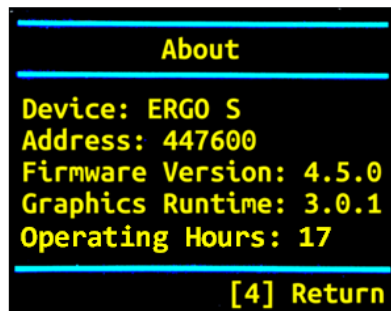 About
Device: ERGO S
Address: 447600
Firmware Version: 4.5.0
Graphics Runtime: 3.0.1
Operating Hours: 17
[4] Return